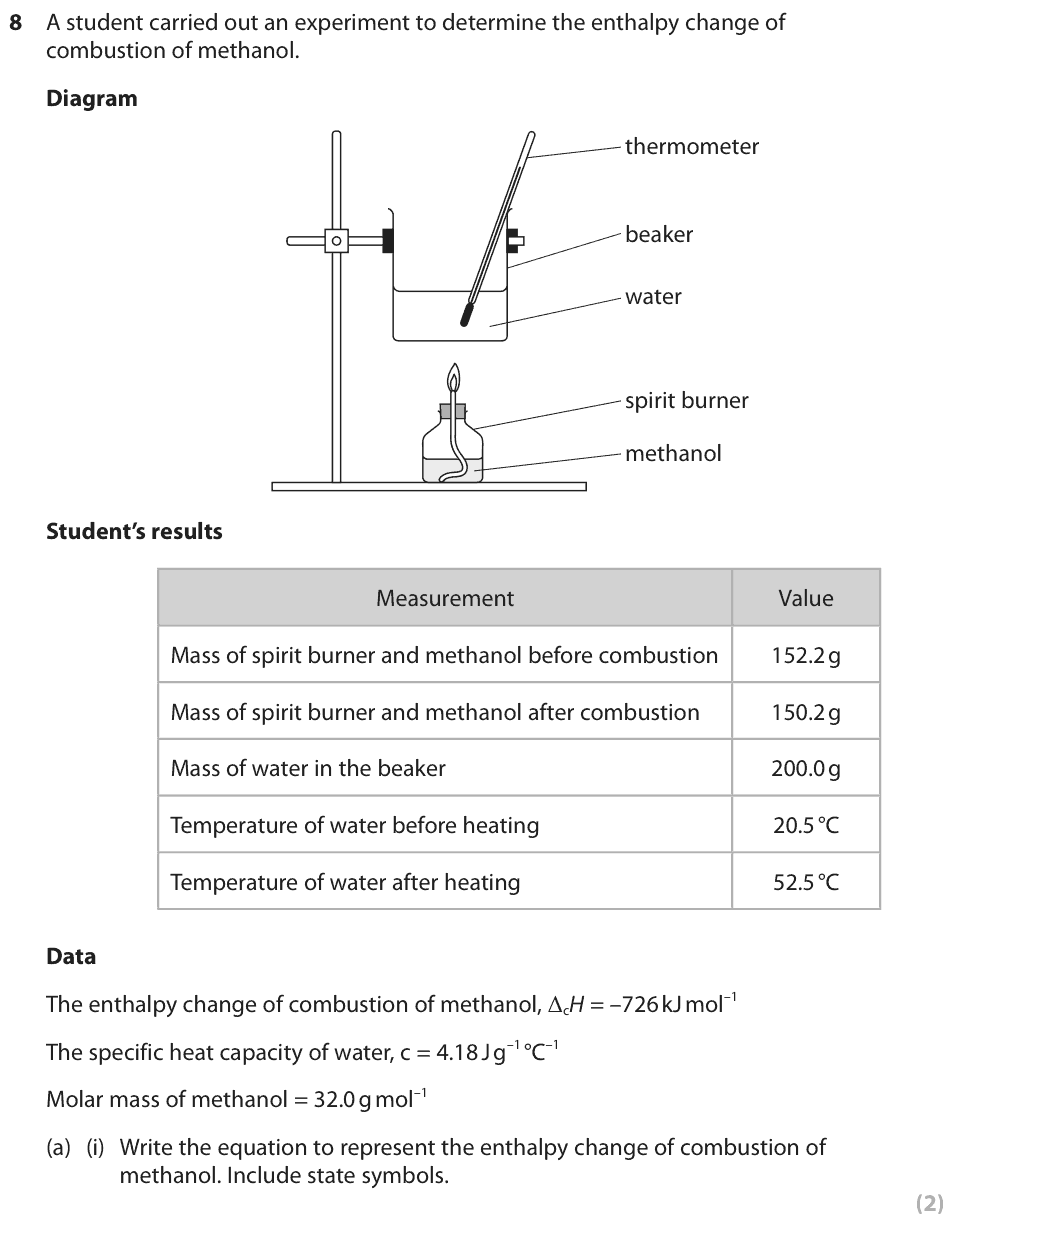 8 A student carried out an experiment to determine the enthalpy change of
combustion of methanol.
Diagram
thermometer
beaker
water
spirit burner
methanol
Student’s results
Measurement Value
Mass of spirit burner and methanol before combustion 152.2 g
Mass of spirit burner and methanol after combustion 150.2 g
Mass of water in the beaker 200.0 g
Temperature of water before heating 20.5 °C
Temperature of water after heating 52.5 °C
Data
The enthalpy change of combustion of methanol, ΔcH = –726 kJ mol⁻¹
The specific heat capacity of water, c = 4.18 J g⁻¹ °C⁻¹
Molar mass of methanol = 32.0 g mol⁻¹
(a) (i) Write the equation to represent the enthalpy change of combustion of
methanol. Include state symbols.
(2)